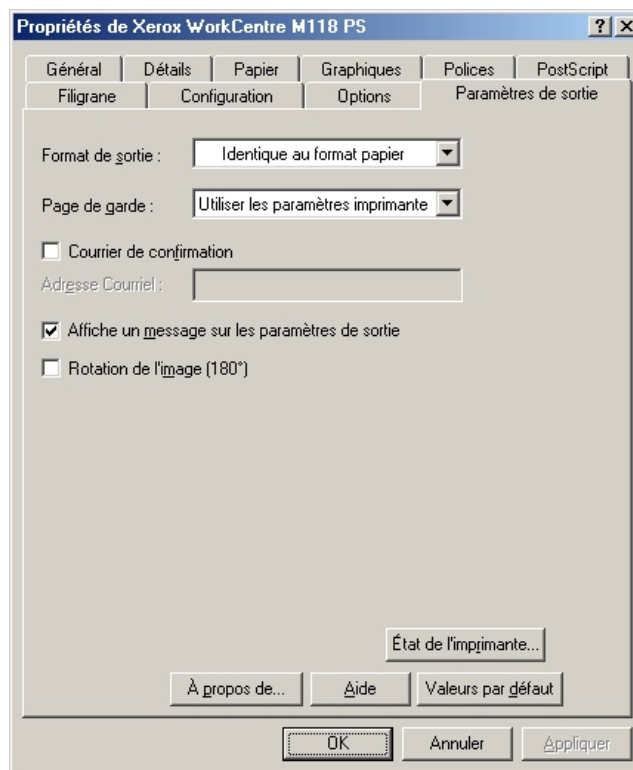 Propriétés de Xerox WorkCentre M118 PS
Général Détails Papier Graphiques Polices PostScript
Filigrane Configuration Options Paramètres de sortie
Format de sortie : Identique au format papier
Page de garde : Utiliser les paramètres imprimante
Courrier de confirmation
Adresse Courriel :
Affiche un message sur les paramètres de sortie
Rotation de l'image (180°)
État de l'imprimante...
À propos de... Aide Valeurs par défaut
OK Annuler Appliquer